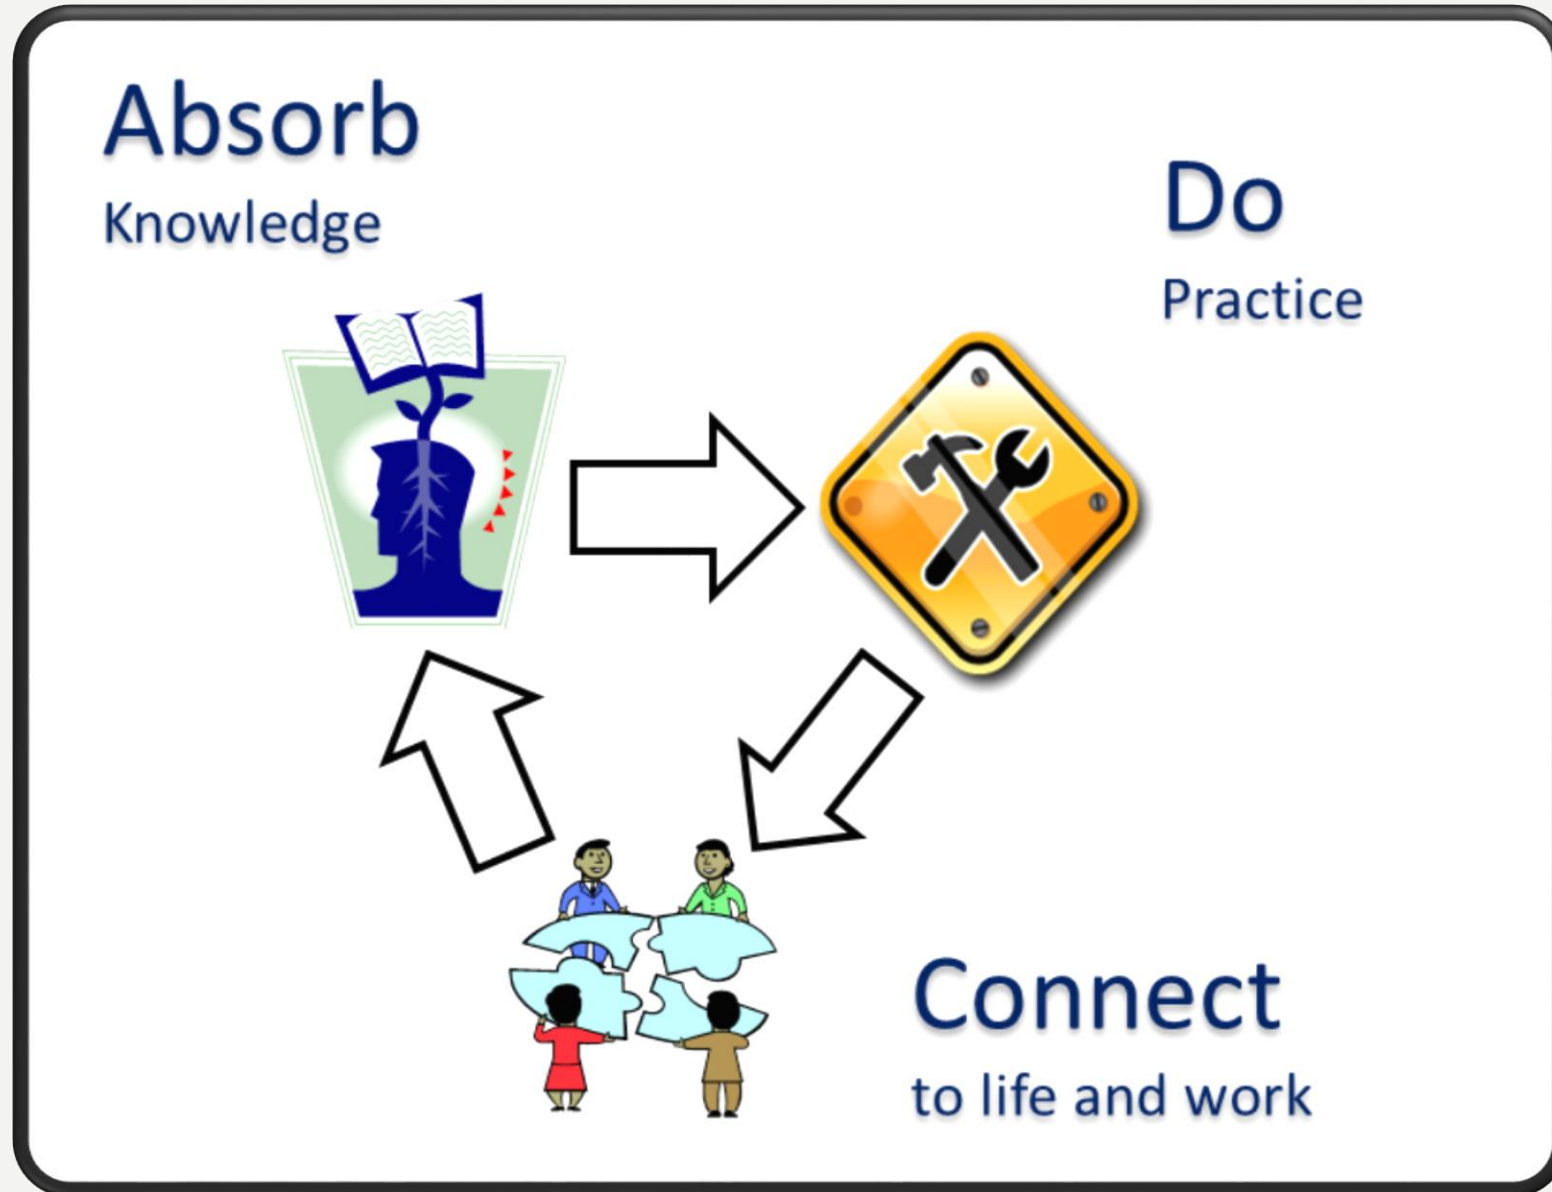 Absorb
Knowledge
Do
Practice
Connect
to life and work